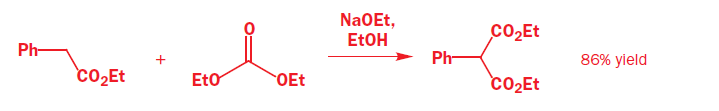 Ph
CO₂Et
+
O
EtO
OEt
NaOEt,
EtOH
Ph
CO₂Et
CO₂Et
86% yield